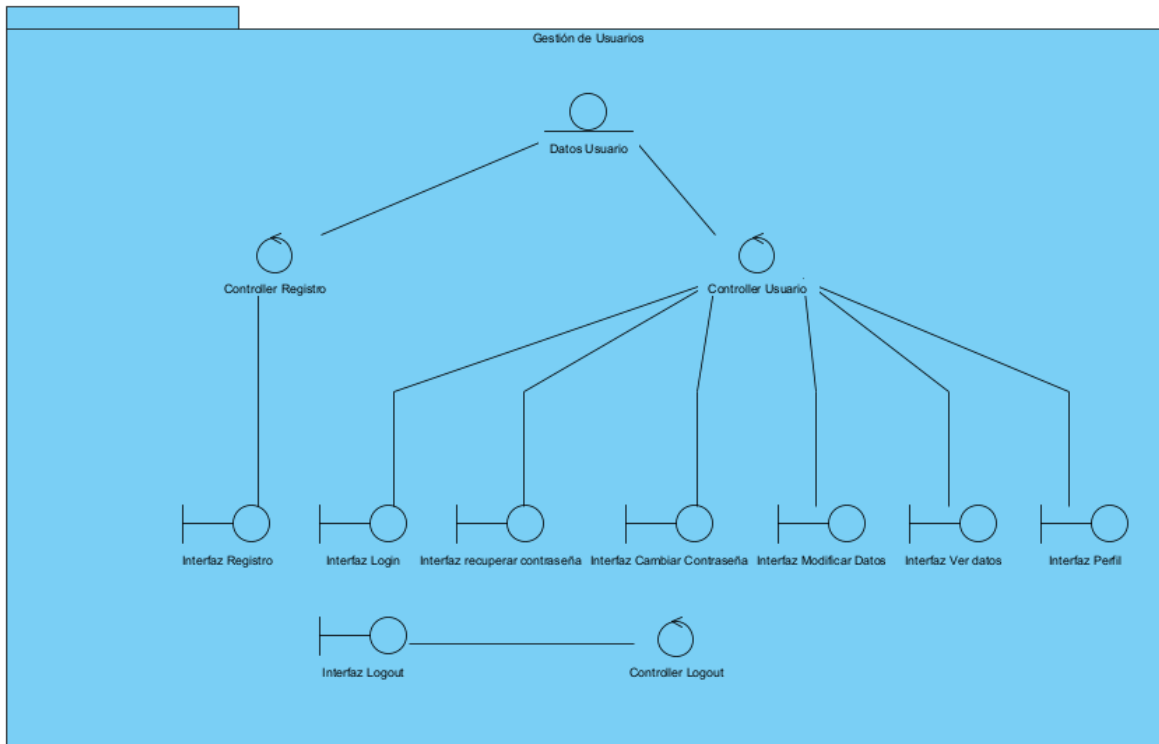 Gestión de Usuarios
Datos Usuario
Controller Registro
Controller Usuario
Interfaz Registro
Interfaz Login
Interfaz recuperar contraseña
Interfaz Cambiar Contraseña
Interfaz Modificar Datos
Interfaz Ver datos
Interfaz Perfil
Interfaz Logout
Controller Logout